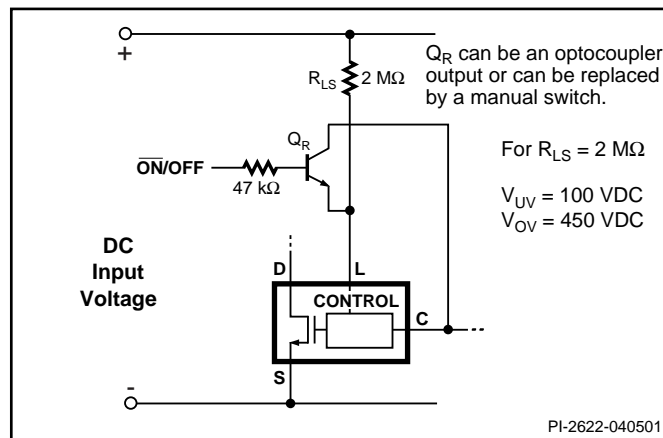 +
R_LS 2 MΩ
Q_R can be an optocoupler
output or can be replaced
by a manual switch.
Q_R
O̅N̅/OFF
47 kΩ
For R_LS = 2 MΩ
V_UV = 100 VDC
V_OV = 450 VDC
DC
Input
Voltage
D
L
CONTROL
C
S
-
PI-2622-040501